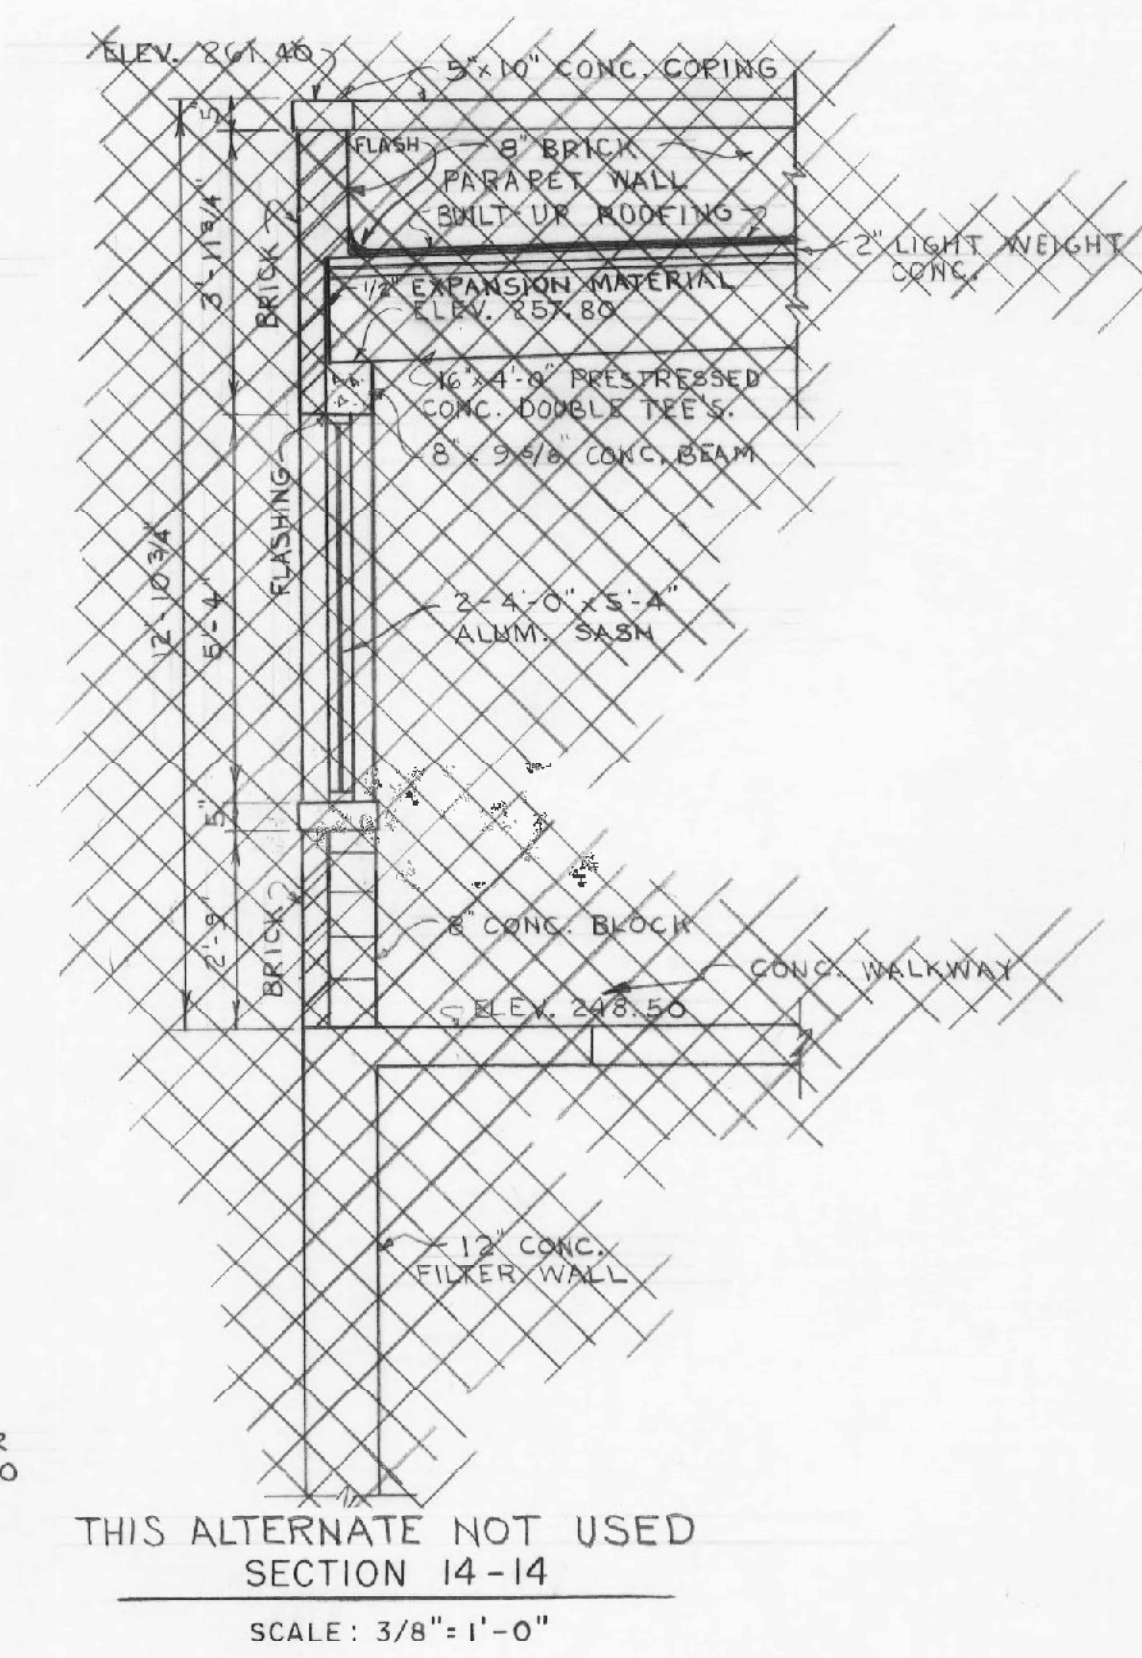 ELEV. 861.40
5"x10" CONC. COPING
5"
FLASH
8" BRICK
PARAPET WALL
BUILT-UP ROOFING
2" LIGHT WEIGHT
CONC.
3'-11 3/4"
BRICK
1/2" EXPANSION MATERIAL
ELEV. 857.80
16"x4'-0" PRESTRESSED
CONC. DOUBLE TEE'S.
8" x 9 5/8" CONC. BEAM
FLASHING
12'-10 3/4"
5'-4"
2-4'-0"x5'-4"
ALUM. SASH
5"
2'-9"
BRICK
8" CONC. BLOCK
CONC. WALKWAY
ELEV. 248.50
12" CONC.
FILTER WALL
THIS ALTERNATE NOT USED
SECTION 14-14
SCALE: 3/8"=1'-0"